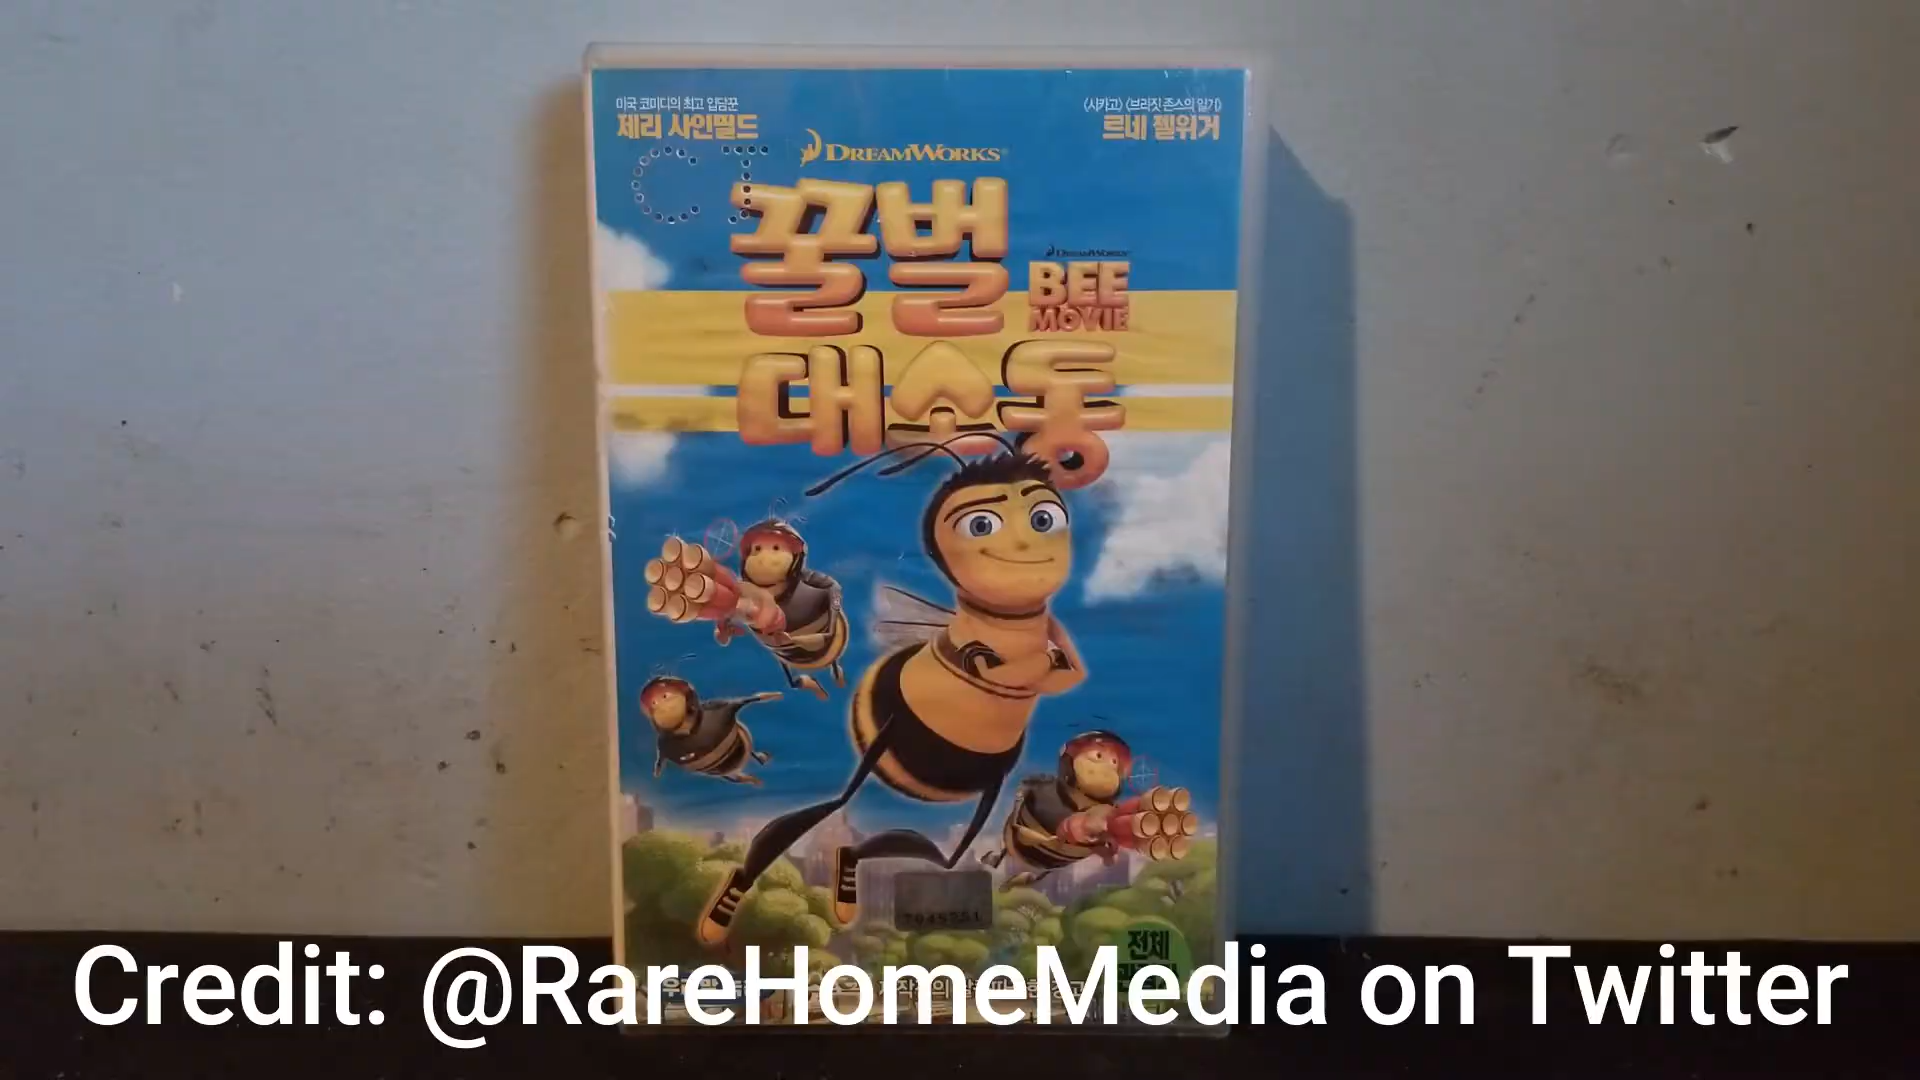 미국 코미디의 최고 입담꾼
제리 사인펠드
〈시카고〉 〈브리짓 존스의 일기〉
르네 젤위거
CJ
DREAMWORKS
꿀벌
대소동
DREAMWORKS
BEE
MOVIE
7045751
전체
Credit: @RareHomeMedia on Twitter